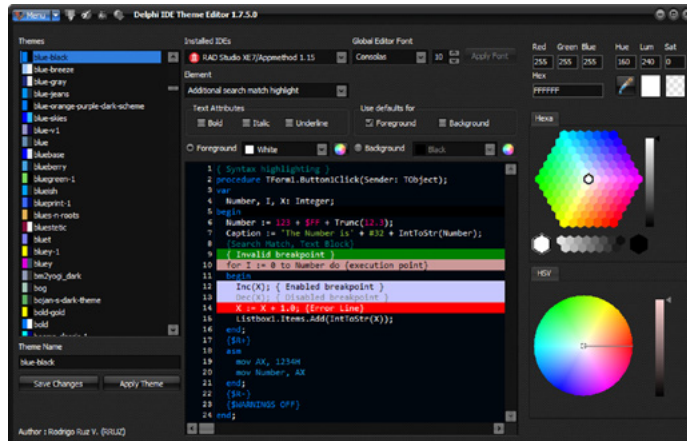 Menu
Delphi IDE Theme Editor 1.7.5.0
Themes
blue-black
blue-breeze
blue-gray
blue-jeans
blue-orange-purple-dark-scheme
blue-skies
blue-v1
blue
bluebase
blueberry
bluegreen-1
blueish
blueprint-1
blues-n-roots
bluestetic
bluet
bluey-1
bluey
bm2yogi_dark
bog
bojan-s-dark-theme
bold-gold
bold
Theme Name
blue-black
Save Changes
Apply Theme
Author : Rodrigo Ruz V. (RRUZ)
Installed IDEs
RAD Studio XE7/Appmethod 1.15
Global Editor Font
Consolas
10
Apply Font
Element
Additional search match highlight
Text Attributes
Bold
Italic
Underline
Use defaults for
Foreground
Background
Foreground
White
Background
Black
1 { Syntax highlighting }
2 procedure TForm1.Button1Click(Sender: TObject);
3 var
4 Number, I, X: Integer;
5 begin
6 Number := 123 + $FF + Trunc(12.3);
7 Caption := 'The Number is' + #32 + IntToStr(Number);
8 {Search Match, Text Block}
9 { Invalid breakpoint }
10 for I := 0 to Number do {execution point}
11 begin
12 Inc(X); { Enabled breakpoint }
13 Dec(X); { Disabled breakpoint }
14 X := X + 1.0; {Error Line}
15 Listbox1.Items.Add(IntToStr(X));
16 end;
17 {$R+}
18 asm
19 mov AX, 1234H
20 mov Number, AX
21 end;
22 {$R-}
23 {$WARNINGS OFF}
24 end;
Red Green Blue
255 255 255
Hue Lum Sat
160 240 0
Hex
FFFFFF
Hexa
HSV